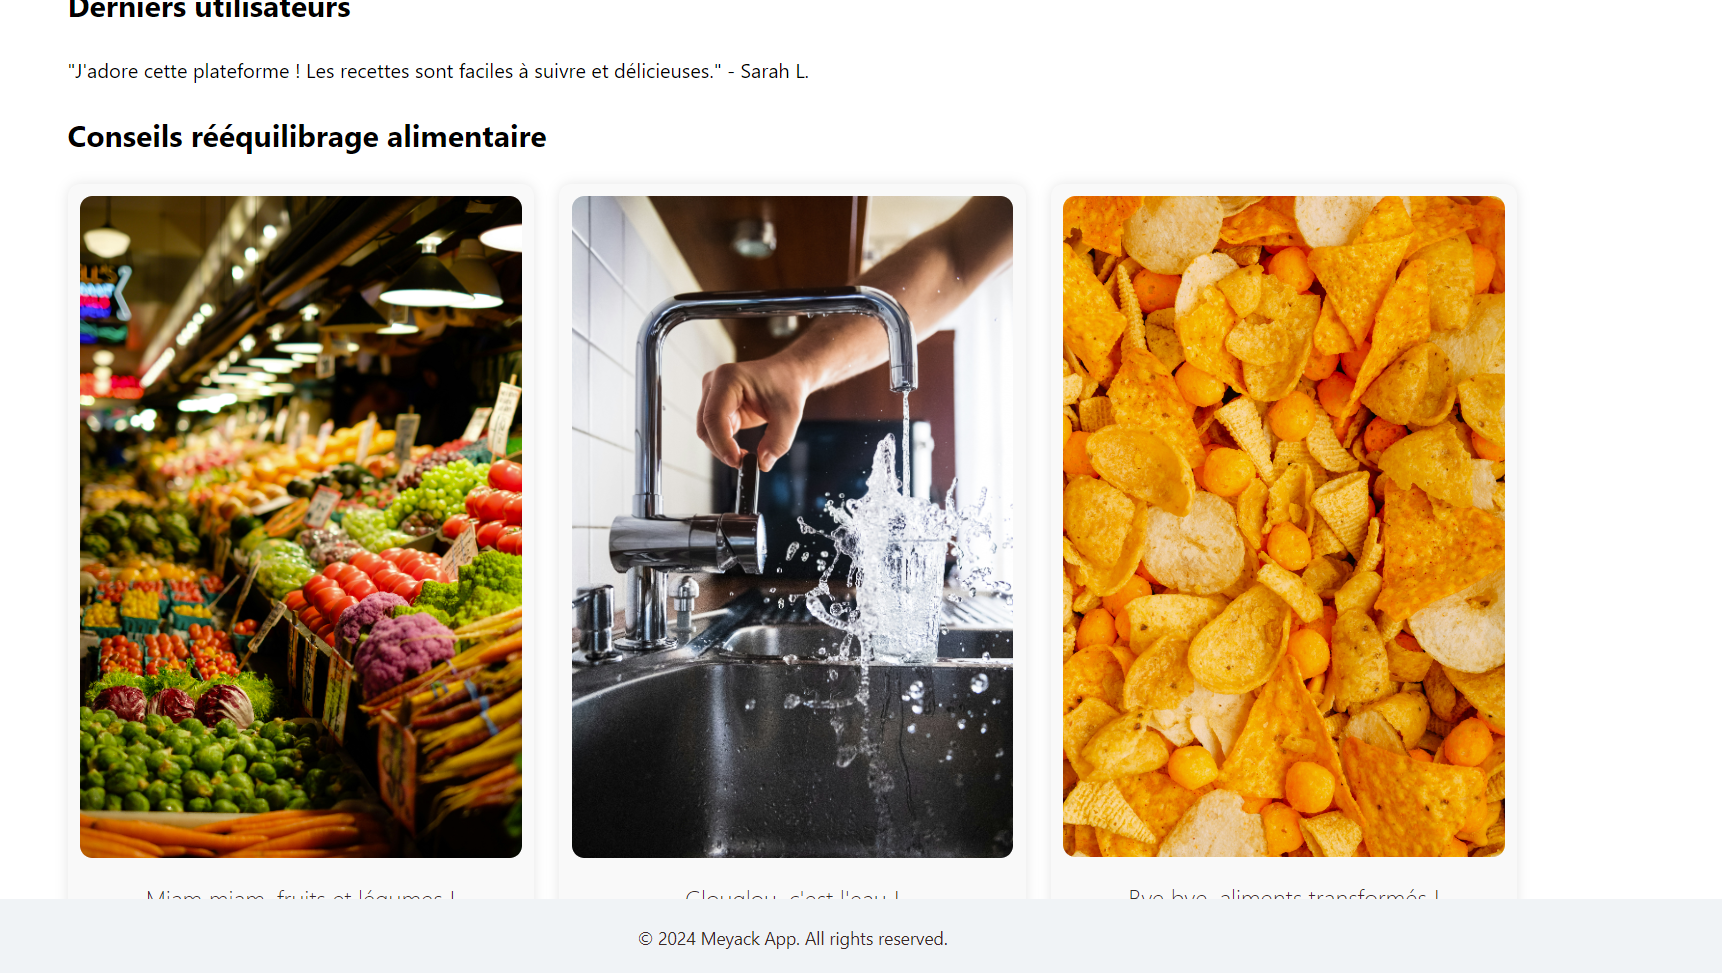 Derniers utilisateurs
"J'adore cette plateforme ! Les recettes sont faciles à suivre et délicieuses." - Sarah L.
Conseils rééquilibrage alimentaire
Miam miam, fruits et légumes !
Glouglou, c'est l'eau !
Bye bye, aliments transformés !
© 2024 Meyack App. All rights reserved.